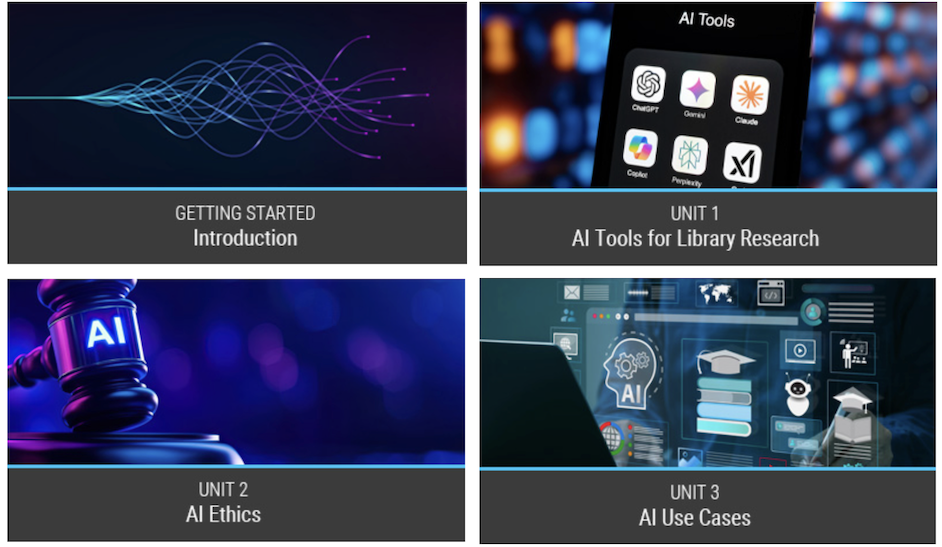 AI Tools
ChatGPT
Gemini
Claude
Copilot
Perplexity
GETTING STARTED
Introduction
UNIT 1
AI Tools for Library Research
AI
AI
UNIT 2
AI Ethics
UNIT 3
AI Use Cases